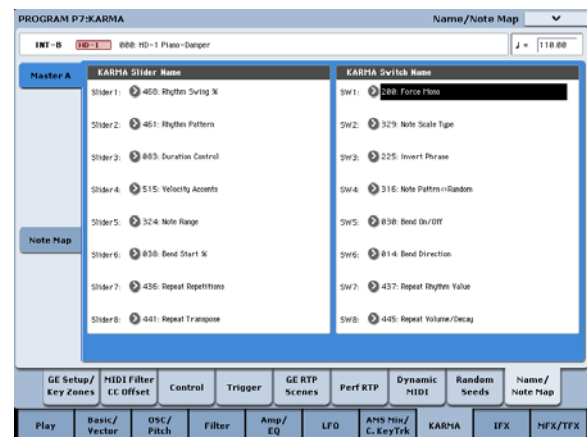 PROGRAM P7:KARMA Name/Note Map
INT-B HD-1 000: HD-1 Piano-Damper ♩ = 110.00
Master A
Note Map
KARMA Slider Name
Slider1: 460: Rhythm Swing %
Slider2: 461: Rhythm Pattern
Slider3: 003: Duration Control
Slider4: 515: Velocity Accents
Slider5: 324: Note Range
Slider6: 038: Bend Start %
Slider7: 436: Repeat Repetitions
Slider8: 441: Repeat Transpose
KARMA Switch Name
SW1: 200: Force Mono
SW2: 329: Note Scale Type
SW3: 225: Invert Phrase
SW4: 316: Note Pattrn⇔Random
SW5: 030: Bend On/Off
SW6: 014: Bend Direction
SW7: 437: Repeat Rhythm Value
SW8: 445: Repeat Volume/Decay
GE Setup/ Key Zones
MIDI Filter CC Offset
Control
Trigger
GE RTP Scenes
Perf RTP
Dynamic MIDI
Random Seeds
Name/ Note Map
Play
Basic/ Vector
OSC/ Pitch
Filter
Amp/ EQ
LFO
AMS Mix/ C.KeyTrk
KARMA
IFX
MFX/TFX